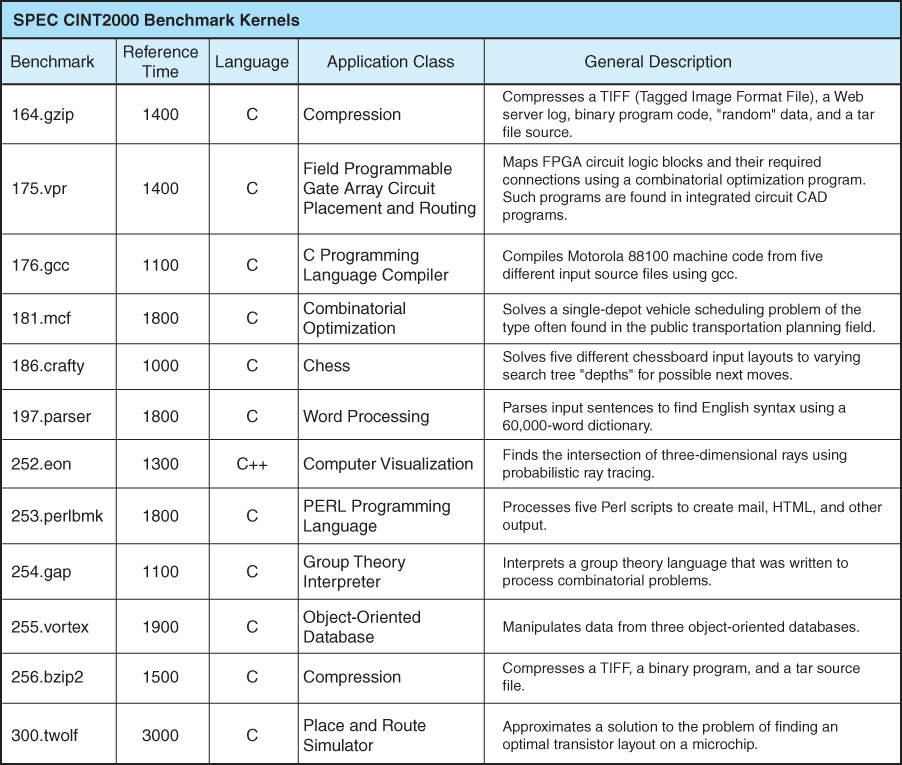 SPEC CINT2000 Benchmark Kernels
Benchmark
Reference
Time
Language
Application Class
General Description
164.gzip
1400
C
Compression
Compresses a TIFF (Tagged Image Format File), a Web
server log, binary program code, "random" data, and a tar
file source.
175.vpr
1400
C
Field Programmable
Gate Array Circuit
Placement and Routing
Maps FPGA circuit logic blocks and their required
connections using a combinatorial optimization program.
Such programs are found in integrated circuit CAD
programs.
176.gcc
1100
C
C Programming
Language Compiler
Compiles Motorola 88100 machine code from five
different input source files using gcc.
181.mcf
1800
C
Combinatorial
Optimization
Solves a single-depot vehicle scheduling problem of the
type often found in the public transportation planning field.
186.crafty
1000
C
Chess
Solves five different chessboard input layouts to varying
search tree "depths" for possible next moves.
197.parser
1800
C
Word Processing
Parses input sentences to find English syntax using a
60,000-word dictionary.
252.eon
1300
C++
Computer Visualization
Finds the intersection of three-dimensional rays using
probabilistic ray tracing.
253.perlbmk
1800
C
PERL Programming
Language
Processes five Perl scripts to create mail, HTML, and other
output.
254.gap
1100
C
Group Theory
Interpreter
Interprets a group theory language that was written to
process combinatorial problems.
255.vortex
1900
C
Object-Oriented
Database
Manipulates data from three object-oriented databases.
256.bzip2
1500
C
Compression
Compresses a TIFF, a binary program, and a tar source
file.
300.twolf
3000
C
Place and Route
Simulator
Approximates a solution to the problem of finding an
optimal transistor layout on a microchip.